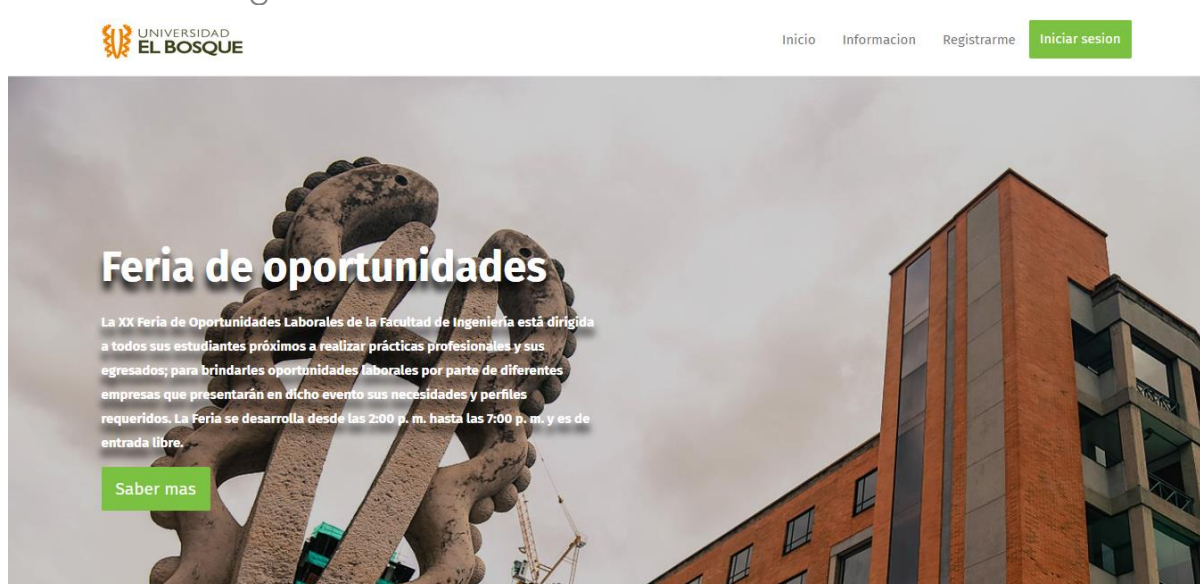 UNIVERSIDAD
EL BOSQUE
Inicio Informacion Registrarme Iniciar sesion
Feria de oportunidades
La XX Feria de Oportunidades Laborales de la Facultad de Ingeniería está dirigida
a todos sus estudiantes próximos a realizar prácticas profesionales y sus
egresados; para brindarles oportunidades laborales por parte de diferentes
empresas que presentarán en dicho evento sus necesidades y perfiles
requeridos. La Feria se desarrolla desde las 2:00 p. m. hasta las 7:00 p. m. y es de
entrada libre.
Saber mas